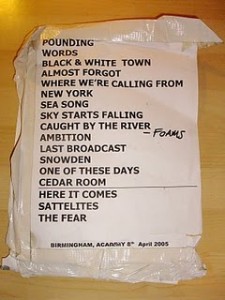 POUNDING
WORDS
BLACK & WHITE TOWN
ALMOST FORGOT
WHERE WE'RE CALLING FROM
NEW YORK
SEA SONG
SKY STARTS FALLING
CAUGHT BY THE RIVER – FOAMS
AMBITION
LAST BROADCAST
SNOWDEN
ONE OF THESE DAYS
CEDAR ROOM
HERE IT COMES
SATTELITES
THE FEAR
BIRMINGHAM, ACADMY 8th April 2005